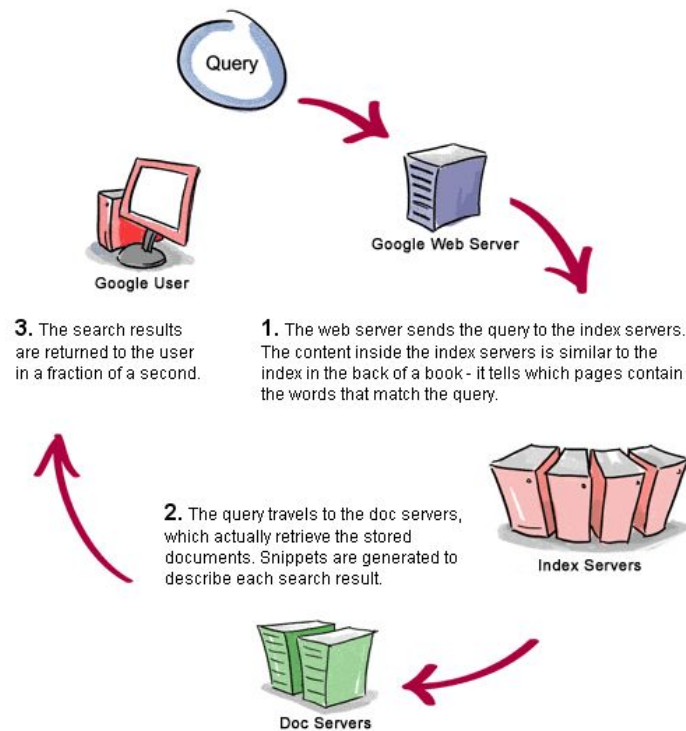 Query
Google Web Server
Google User
1. The web server sends the query to the index servers.
The content inside the index servers is similar to the
index in the back of a book - it tells which pages contain
the words that match the query.
Index Servers
2. The query travels to the doc servers,
which actually retrieve the stored
documents. Snippets are generated to
describe each search result.
Doc Servers
3. The search results
are returned to the user
in a fraction of a second.